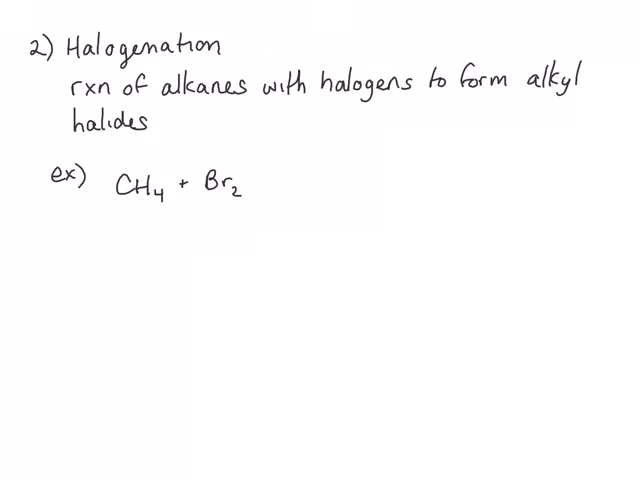 2) Halogenation
rxn of alkanes with halogens to form alkyl
halides
ex) CH₄ + Br₂